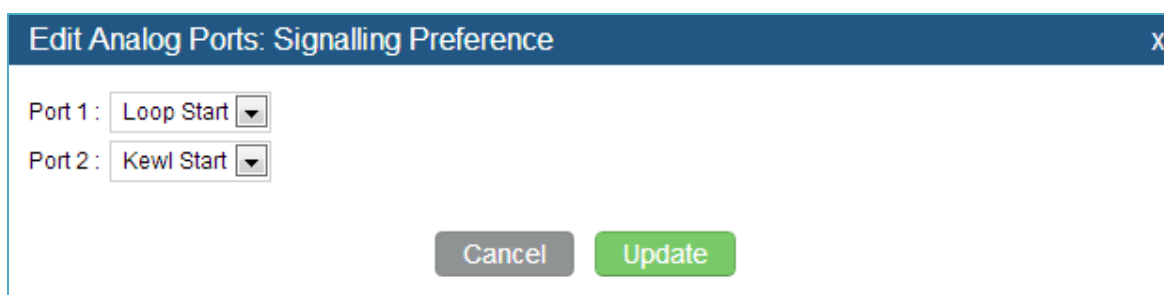 Edit Analog Ports: Signalling Preference X
Port 1 : Loop Start
Port 2 : Kewl Start
Cancel Update